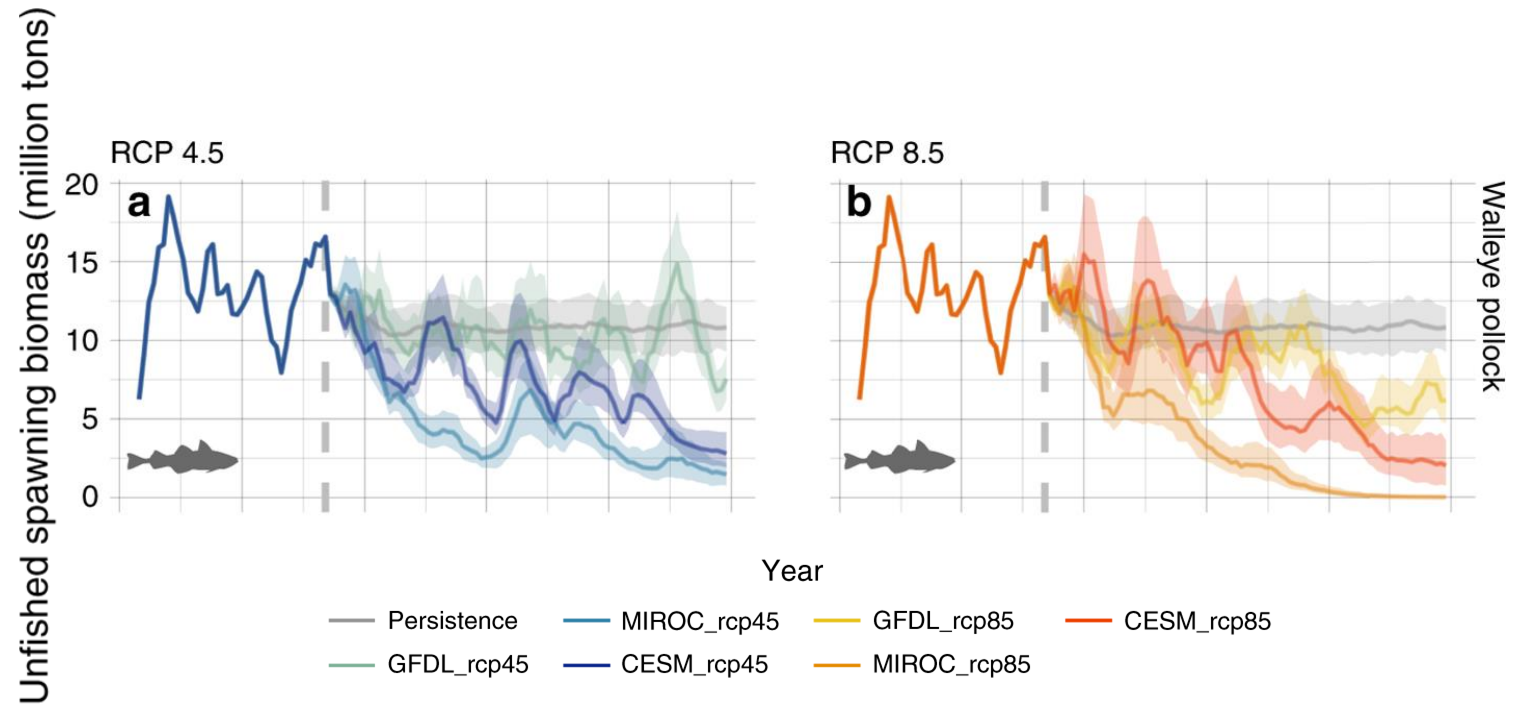 Unfished spawning biomass (million tons)
RCP 4.5
RCP 8.5
20
15
10
5
0
a
b
Walleye pollock
Year
Persistence
MIROC_rcp45
GFDL_rcp85
CESM_rcp85
GFDL_rcp45
CESM_rcp45
MIROC_rcp85